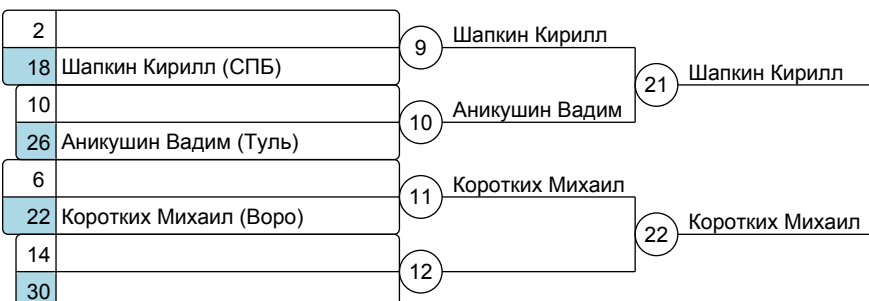 2
Шапкин Кирилл
9
18 Шапкин Кирилл (СПБ)
Шапкин Кирилл
21
10
Аникушин Вадим
10
26 Аникушин Вадим (Туль)
6
Коротких Михаил
11
22 Коротких Михаил (Воро)
Коротких Михаил
22
14
12
30